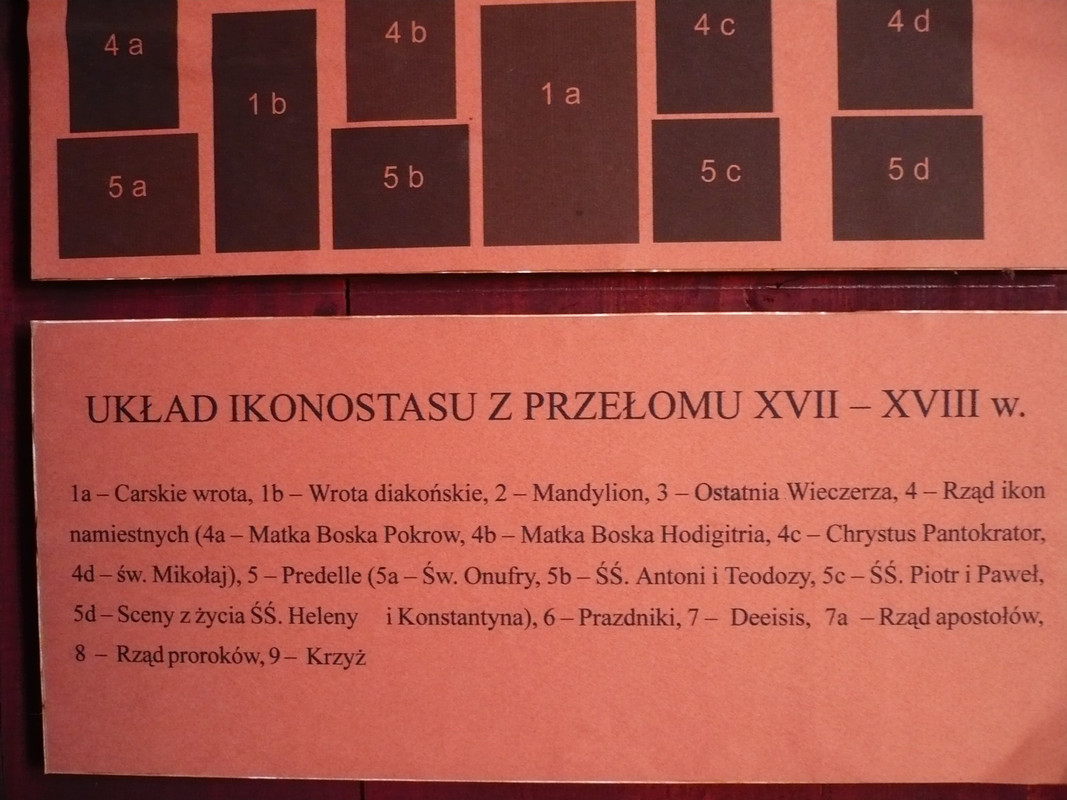 4 a 4 b 4 c 4 d
1 b 1 a
5 a 5 b 5 c 5 d
UKŁAD IKONOSTASU Z PRZEŁOMU XVII – XVIII w.
1a – Carskie wrota, 1b – Wrota diakońskie, 2 – Mandylion, 3 – Ostatnia Wieczerza, 4 – Rząd ikon
namiestnych (4a – Matka Boska Pokrow, 4b – Matka Boska Hodigitria, 4c – Chrystus Pantokrator,
4d – św. Mikołaj), 5 – Predelle (5a – Św. Onufry, 5b – ŚŚ. Antoni i Teodozy, 5c – ŚŚ. Piotr i Paweł,
5d – Sceny z życia ŚŚ. Heleny i Konstantyna), 6 – Prazdniki, 7 – Deeisis, 7a – Rząd apostołów,
8 – Rząd proroków, 9 – Krzyż